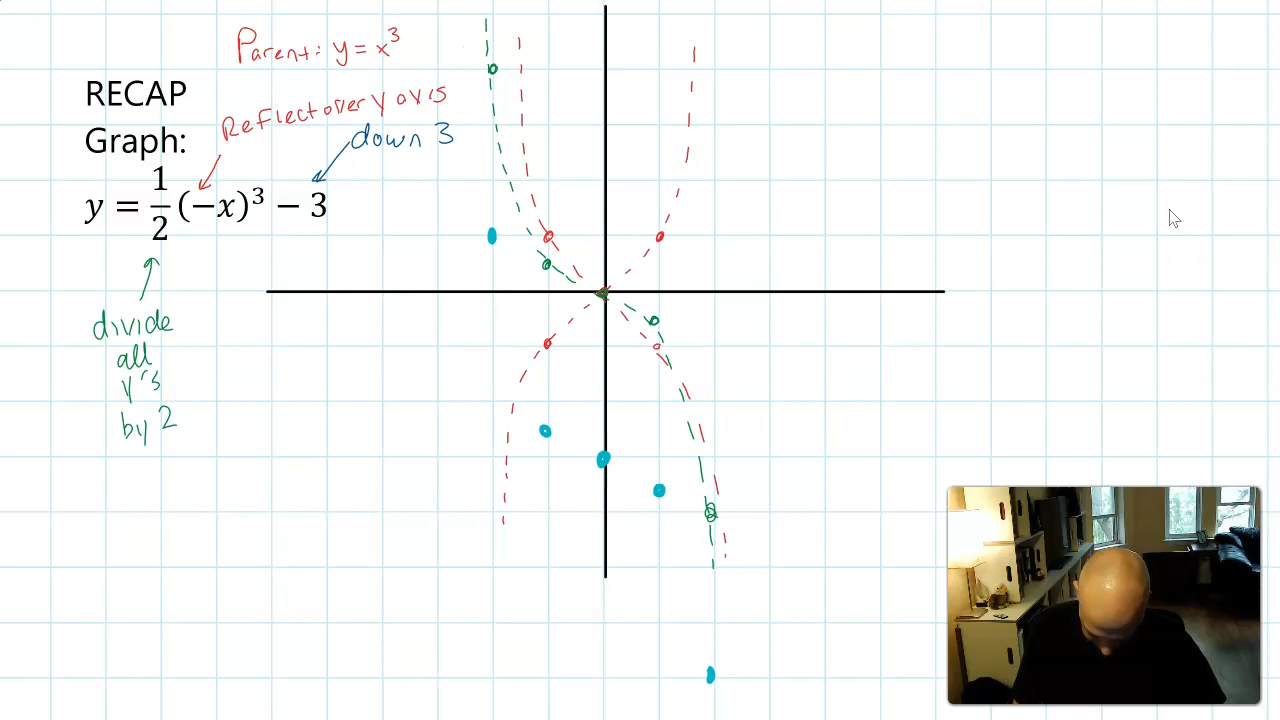 Parent: y = x³
RECAP
Reflect over y axis
Graph:
down 3
y = 1/2 (−x)³ − 3
divide
all
y's
by 2